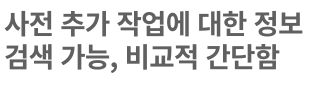 사전 추가 작업에 대한 정보
검색 가능, 비교적 간단함